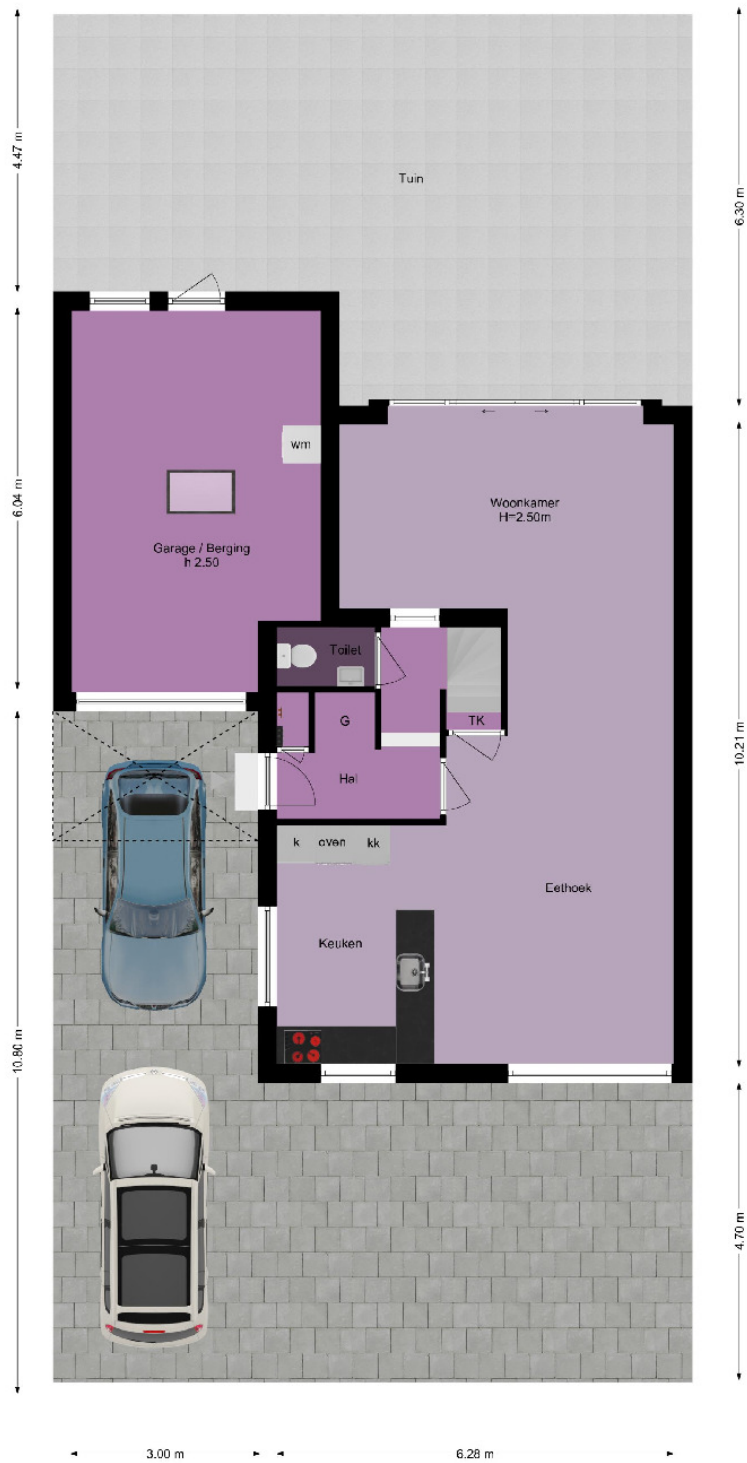 4.47 m
Tuin
6.30 m
wm
6.04 m
Woonkamer
H=2.50m
Garage / Berging
h 2.50
Toilet
G
TK
10.21 m
Hal
k oven kk
Eethoek
Keuken
10.80 m
4.70 m
3.00 m
6.28 m